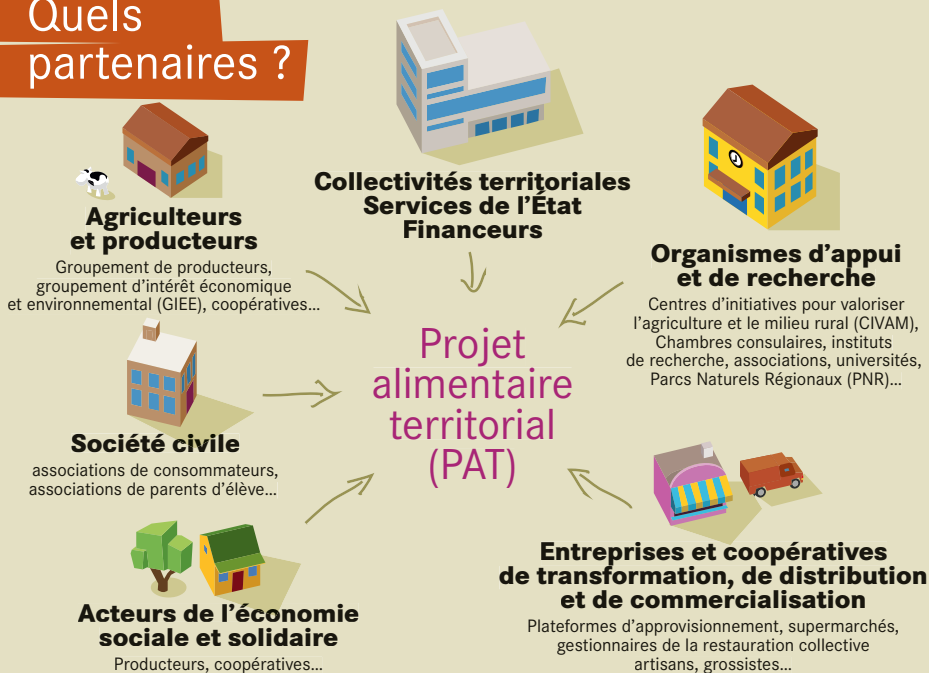 Quels
partenaires ?
Collectivités territoriales
Services de l'État
Financeurs
Agriculteurs
et producteurs
Groupement de producteurs,
groupement d'intérêt économique
et environnemental (GIEE), coopératives...
Organismes d'appui
et de recherche
Centres d'initiatives pour valoriser
l'agriculture et le milieu rural (CIVAM),
Chambres consulaires, instituts
de recherche, associations, universités,
Parcs Naturels Régionaux (PNR)...
Projet
alimentaire
territorial
(PAT)
Société civile
associations de consommateurs,
associations de parents d'élève...
Acteurs de l'économie
sociale et solidaire
Producteurs, coopératives...
Entreprises et coopératives
de transformation, de distribution
et de commercialisation
Plateformes d'approvisionnement, supermarchés,
gestionnaires de la restauration collective
artisans, grossistes...